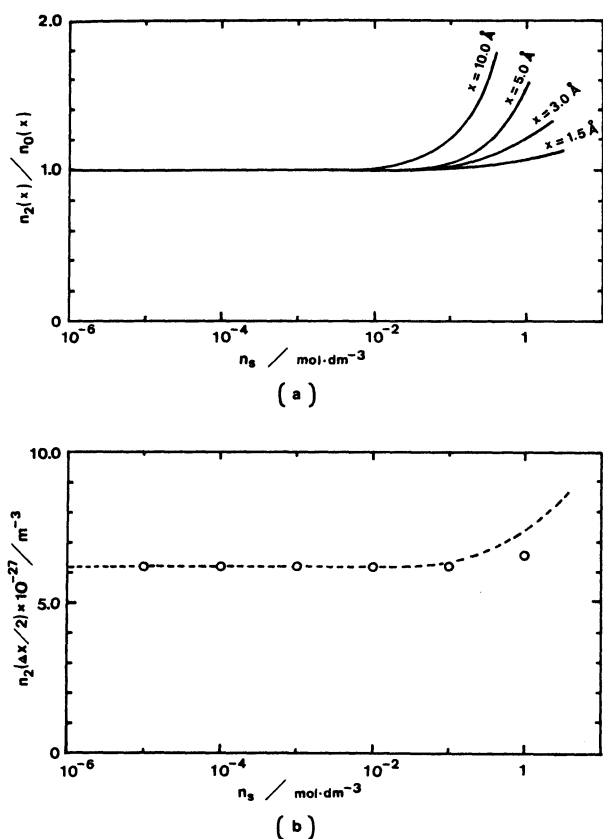 2.0
1.0
0
n₂(x) / n₀(x)
x = 10.0 Å
x = 5.0 Å
x = 3.0 Å
x = 1.5 Å
10⁻⁶
10⁻⁴
10⁻²
1
nₛ / mol·dm⁻³
(a)
10.0
5.0
0
n₂(Δx/2) × 10⁻²⁷/m⁻³
10⁻⁶
10⁻⁴
10⁻²
1
nₛ / mol·dm⁻³
(b)